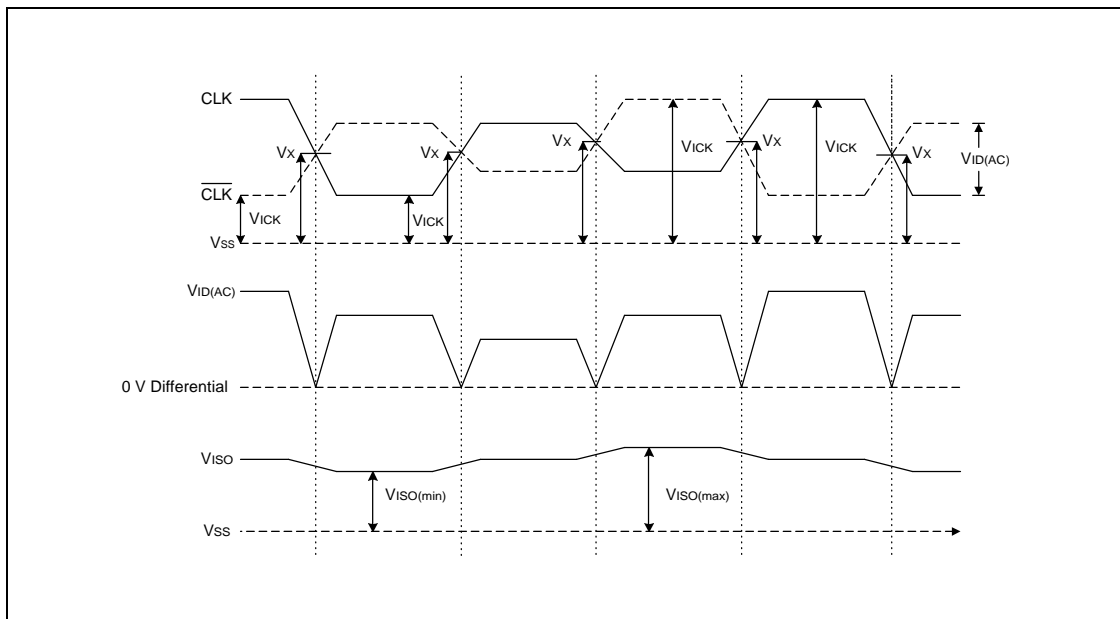 CLK
VX
VX
VICK
VX
VICK
VX
VID(AC)
CLK
VICK
VICK
VSS
VID(AC)
0 V Differential
VISO
VISO(min)
VISO(max)
VSS